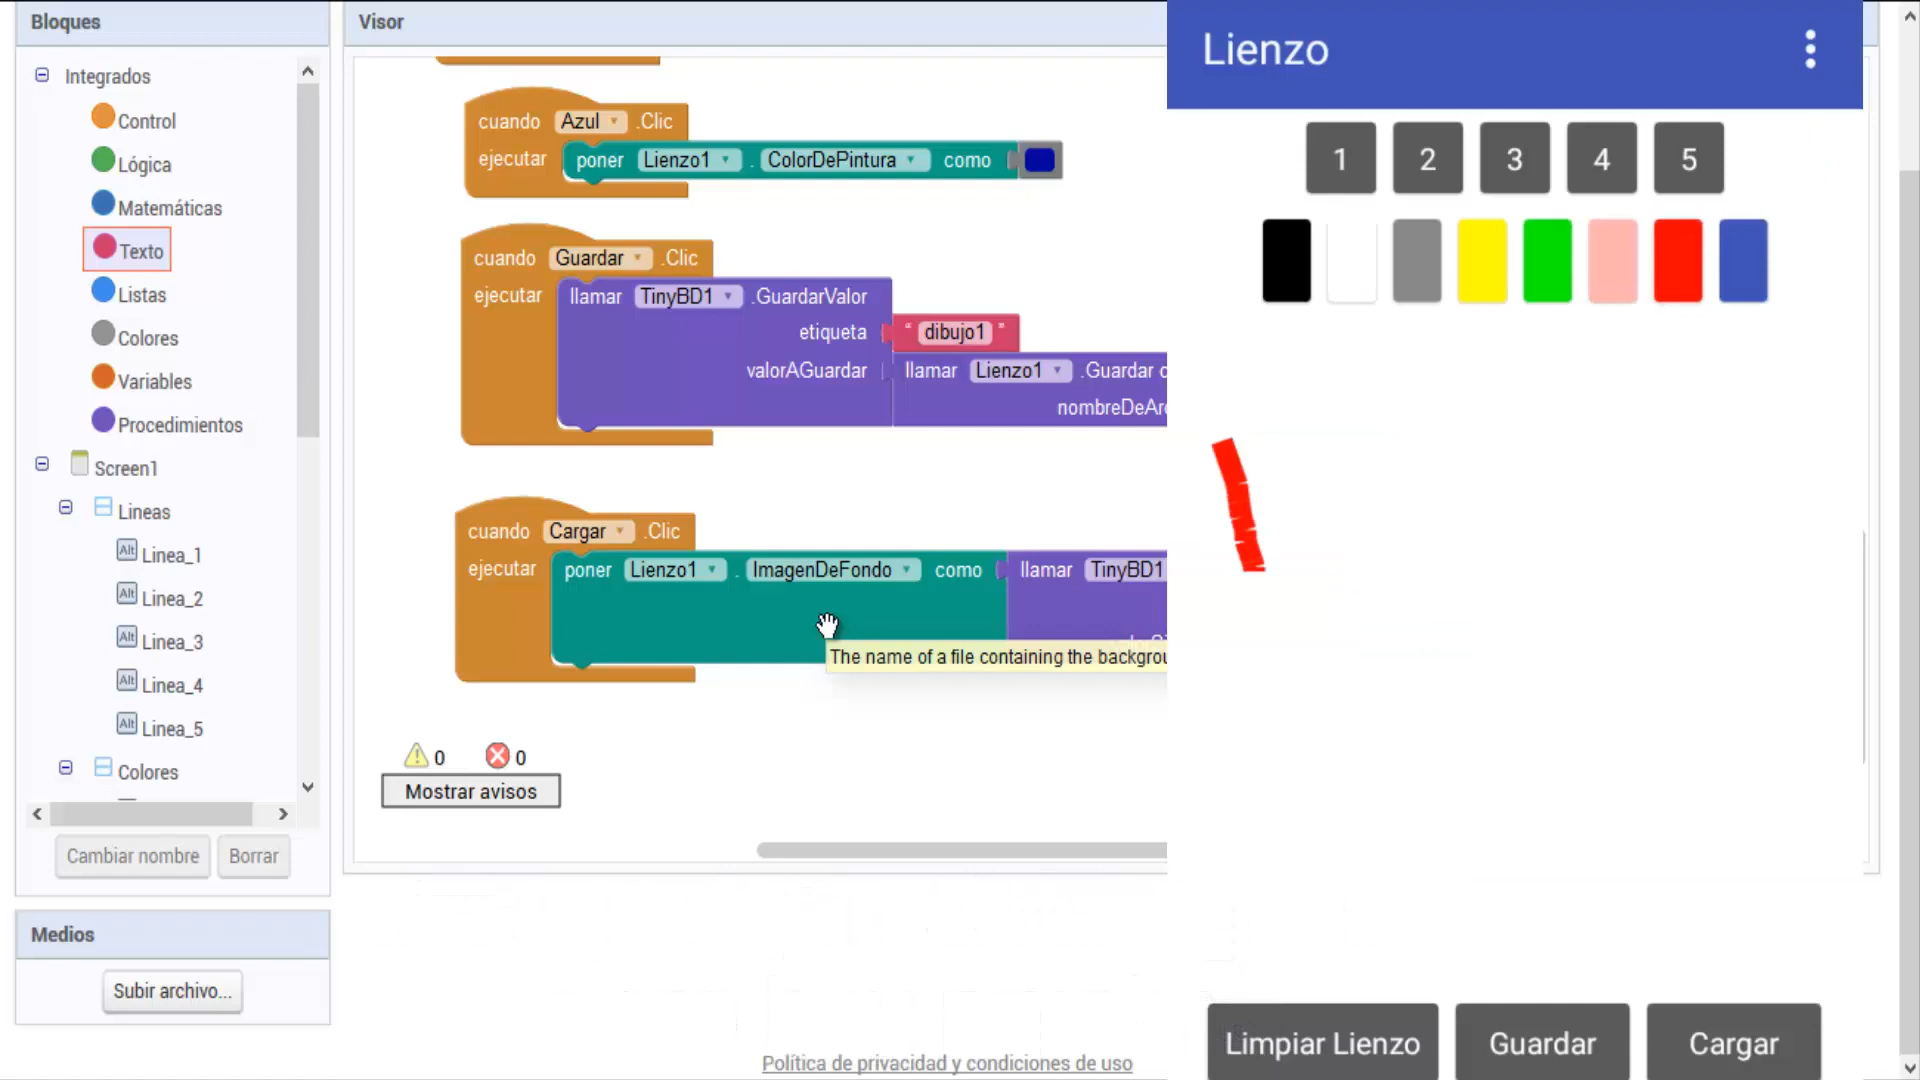 Bloques
Integrados
Control
Lógica
Matemáticas
Texto
Listas
Colores
Variables
Procedimientos
Screen1
Lineas
Linea_1
Linea_2
Linea_3
Linea_4
Linea_5
Colores
Cambiar nombre Borrar
Medios
Subir archivo...
Visor
cuando Azul .Clic
ejecutar poner Lienzo1 . ColorDePintura como
cuando Guardar .Clic
ejecutar llamar TinyBD1 .GuardarValor
etiqueta " dibujo1 "
valorAGuardar llamar Lienzo1 .Guardar
nombreDeAr
cuando Cargar .Clic
ejecutar poner Lienzo1 . ImagenDeFondo como llamar TinyBD1
The name of a file containing the backgrou
0 0
Mostrar avisos
Política de privacidad y condiciones de uso
Lienzo
1 2 3 4 5
Limpiar Lienzo Guardar Cargar